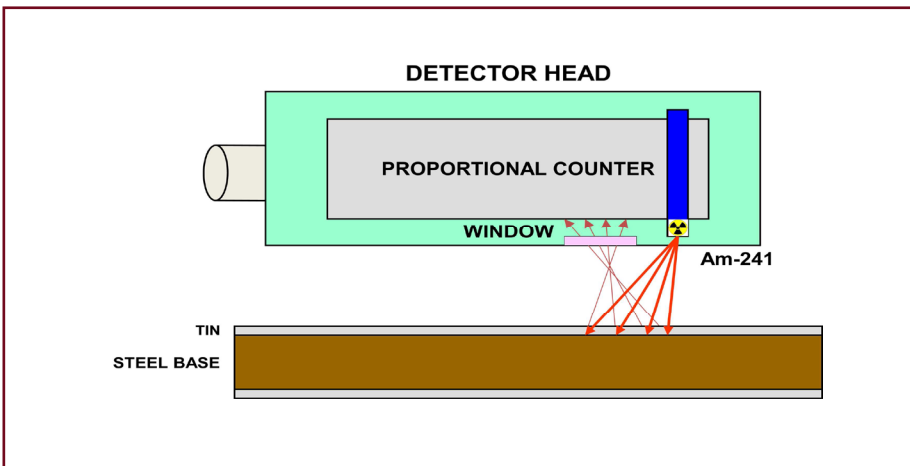 DETECTOR HEAD
PROPORTIONAL COUNTER
WINDOW
Am-241
TIN
STEEL BASE